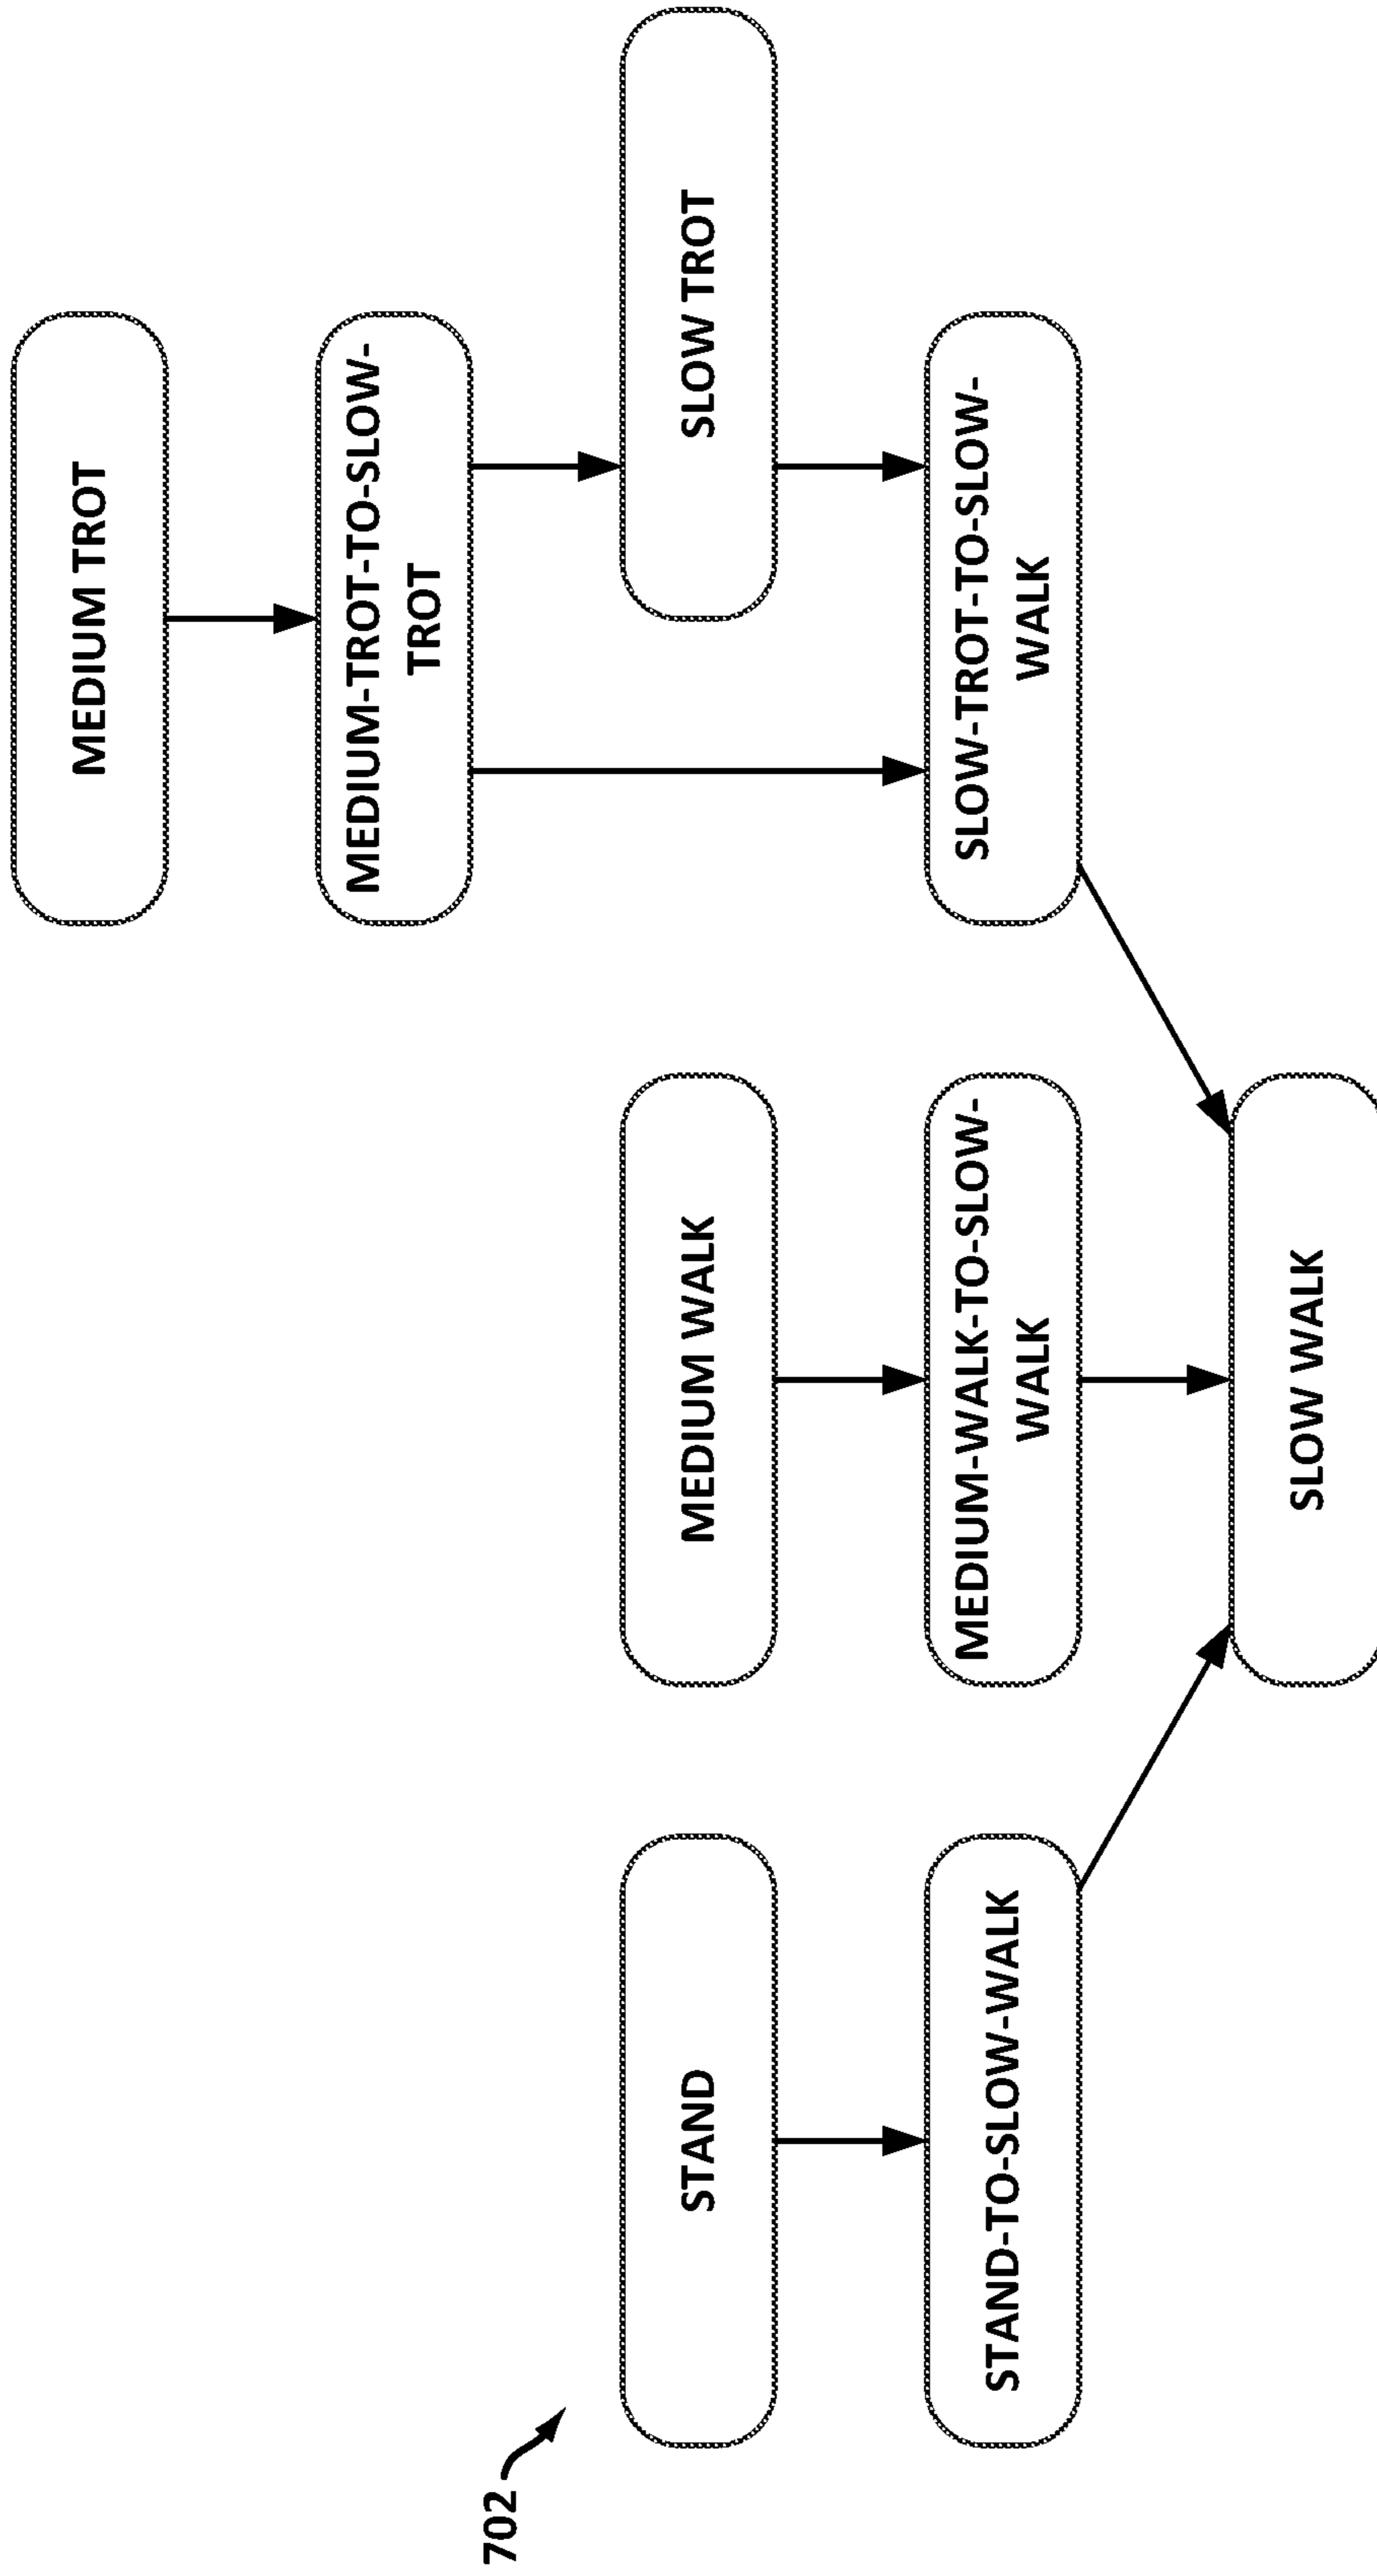 702
MEDIUM TROT
MEDIUM-TROT-TO-SLOW-
TROT
STAND
MEDIUM WALK
SLOW TROT
STAND-TO-SLOW-WALK
MEDIUM-WALK-TO-SLOW-
WALK
SLOW-TROT-TO-SLOW-
WALK
SLOW WALK